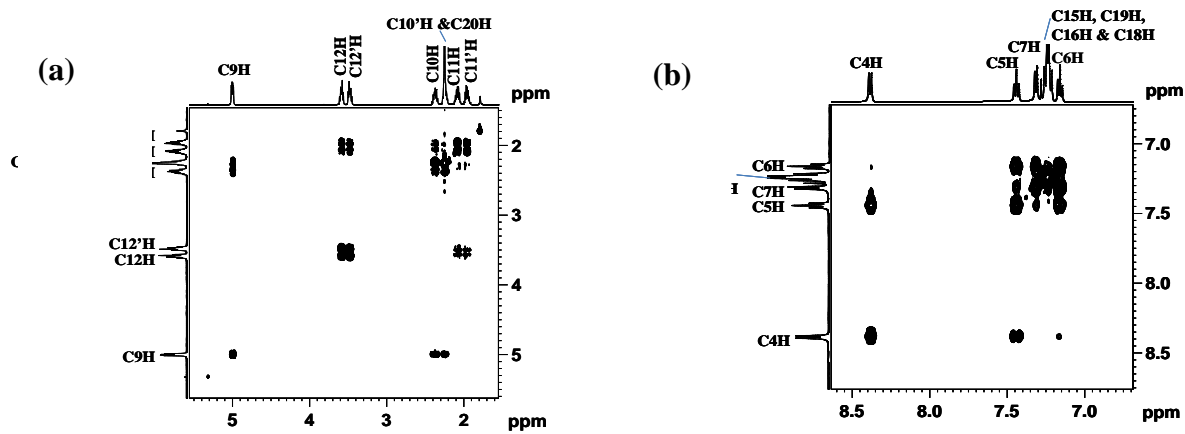 (a)
C9H
C12H
C12'H
C10'H &C20H
C10H
C11H
C11'H
ppm
2
3
4
5
C12'H
C12H
C9H
5
4
3
2
ppm
(b)
C4H
C5H
C7H
C15H, C19H,
C16H & C18H
C6H
ppm
7.0
7.5
8.0
8.5
C6H
C7H
C5H
C4H
8.5
8.0
7.5
7.0
ppm